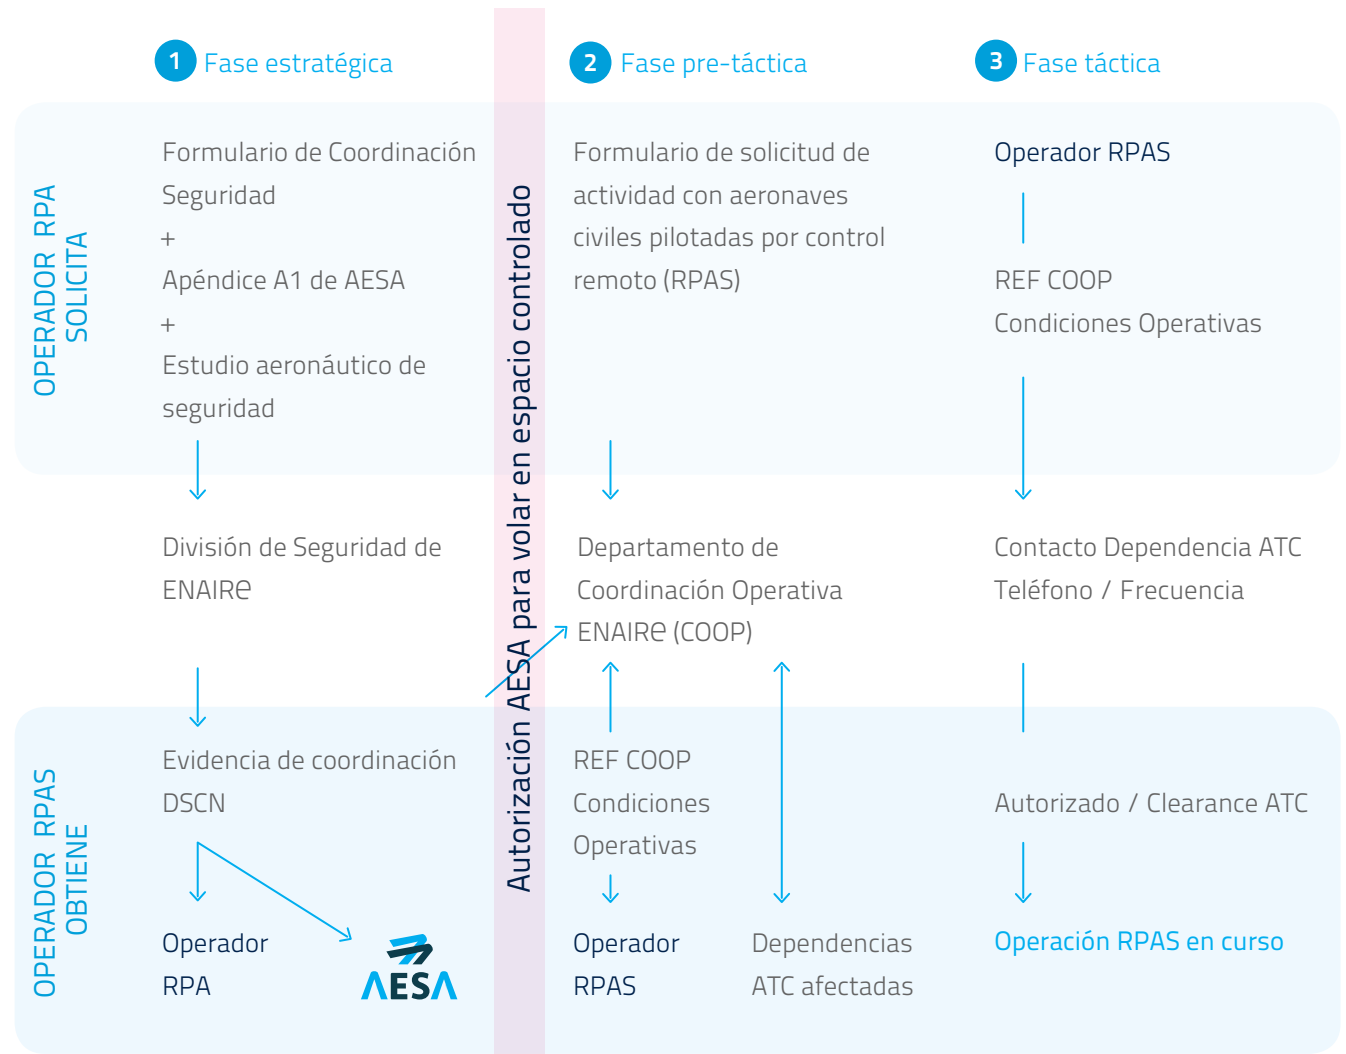 1 Fase estratégica
2 Fase pre-táctica
3 Fase táctica
OPERADOR RPA
SOLICITA
Formulario de Coordinación
Seguridad
+
Apéndice A1 de AESA
+
Estudio aeronáutico de
seguridad
División de Seguridad de
ENAIRe
OPERADOR RPAS
OBTIENE
Evidencia de coordinación
DSCN
Operador
RPA
AESA
Autorización AESA para volar en espacio controlado
Formulario de solicitud de
actividad con aeronaves
civiles pilotadas por control
remoto (RPAS)
Departamento de
Coordinación Operativa
ENAIRe (COOP)
REF COOP
Condiciones
Operativas
Operador
RPAS
Dependencias
ATC afectadas
Operador RPAS
REF COOP
Condiciones Operativas
Contacto Dependencia ATC
Teléfono / Frecuencia
Autorizado / Clearance ATC
Operación RPAS en curso